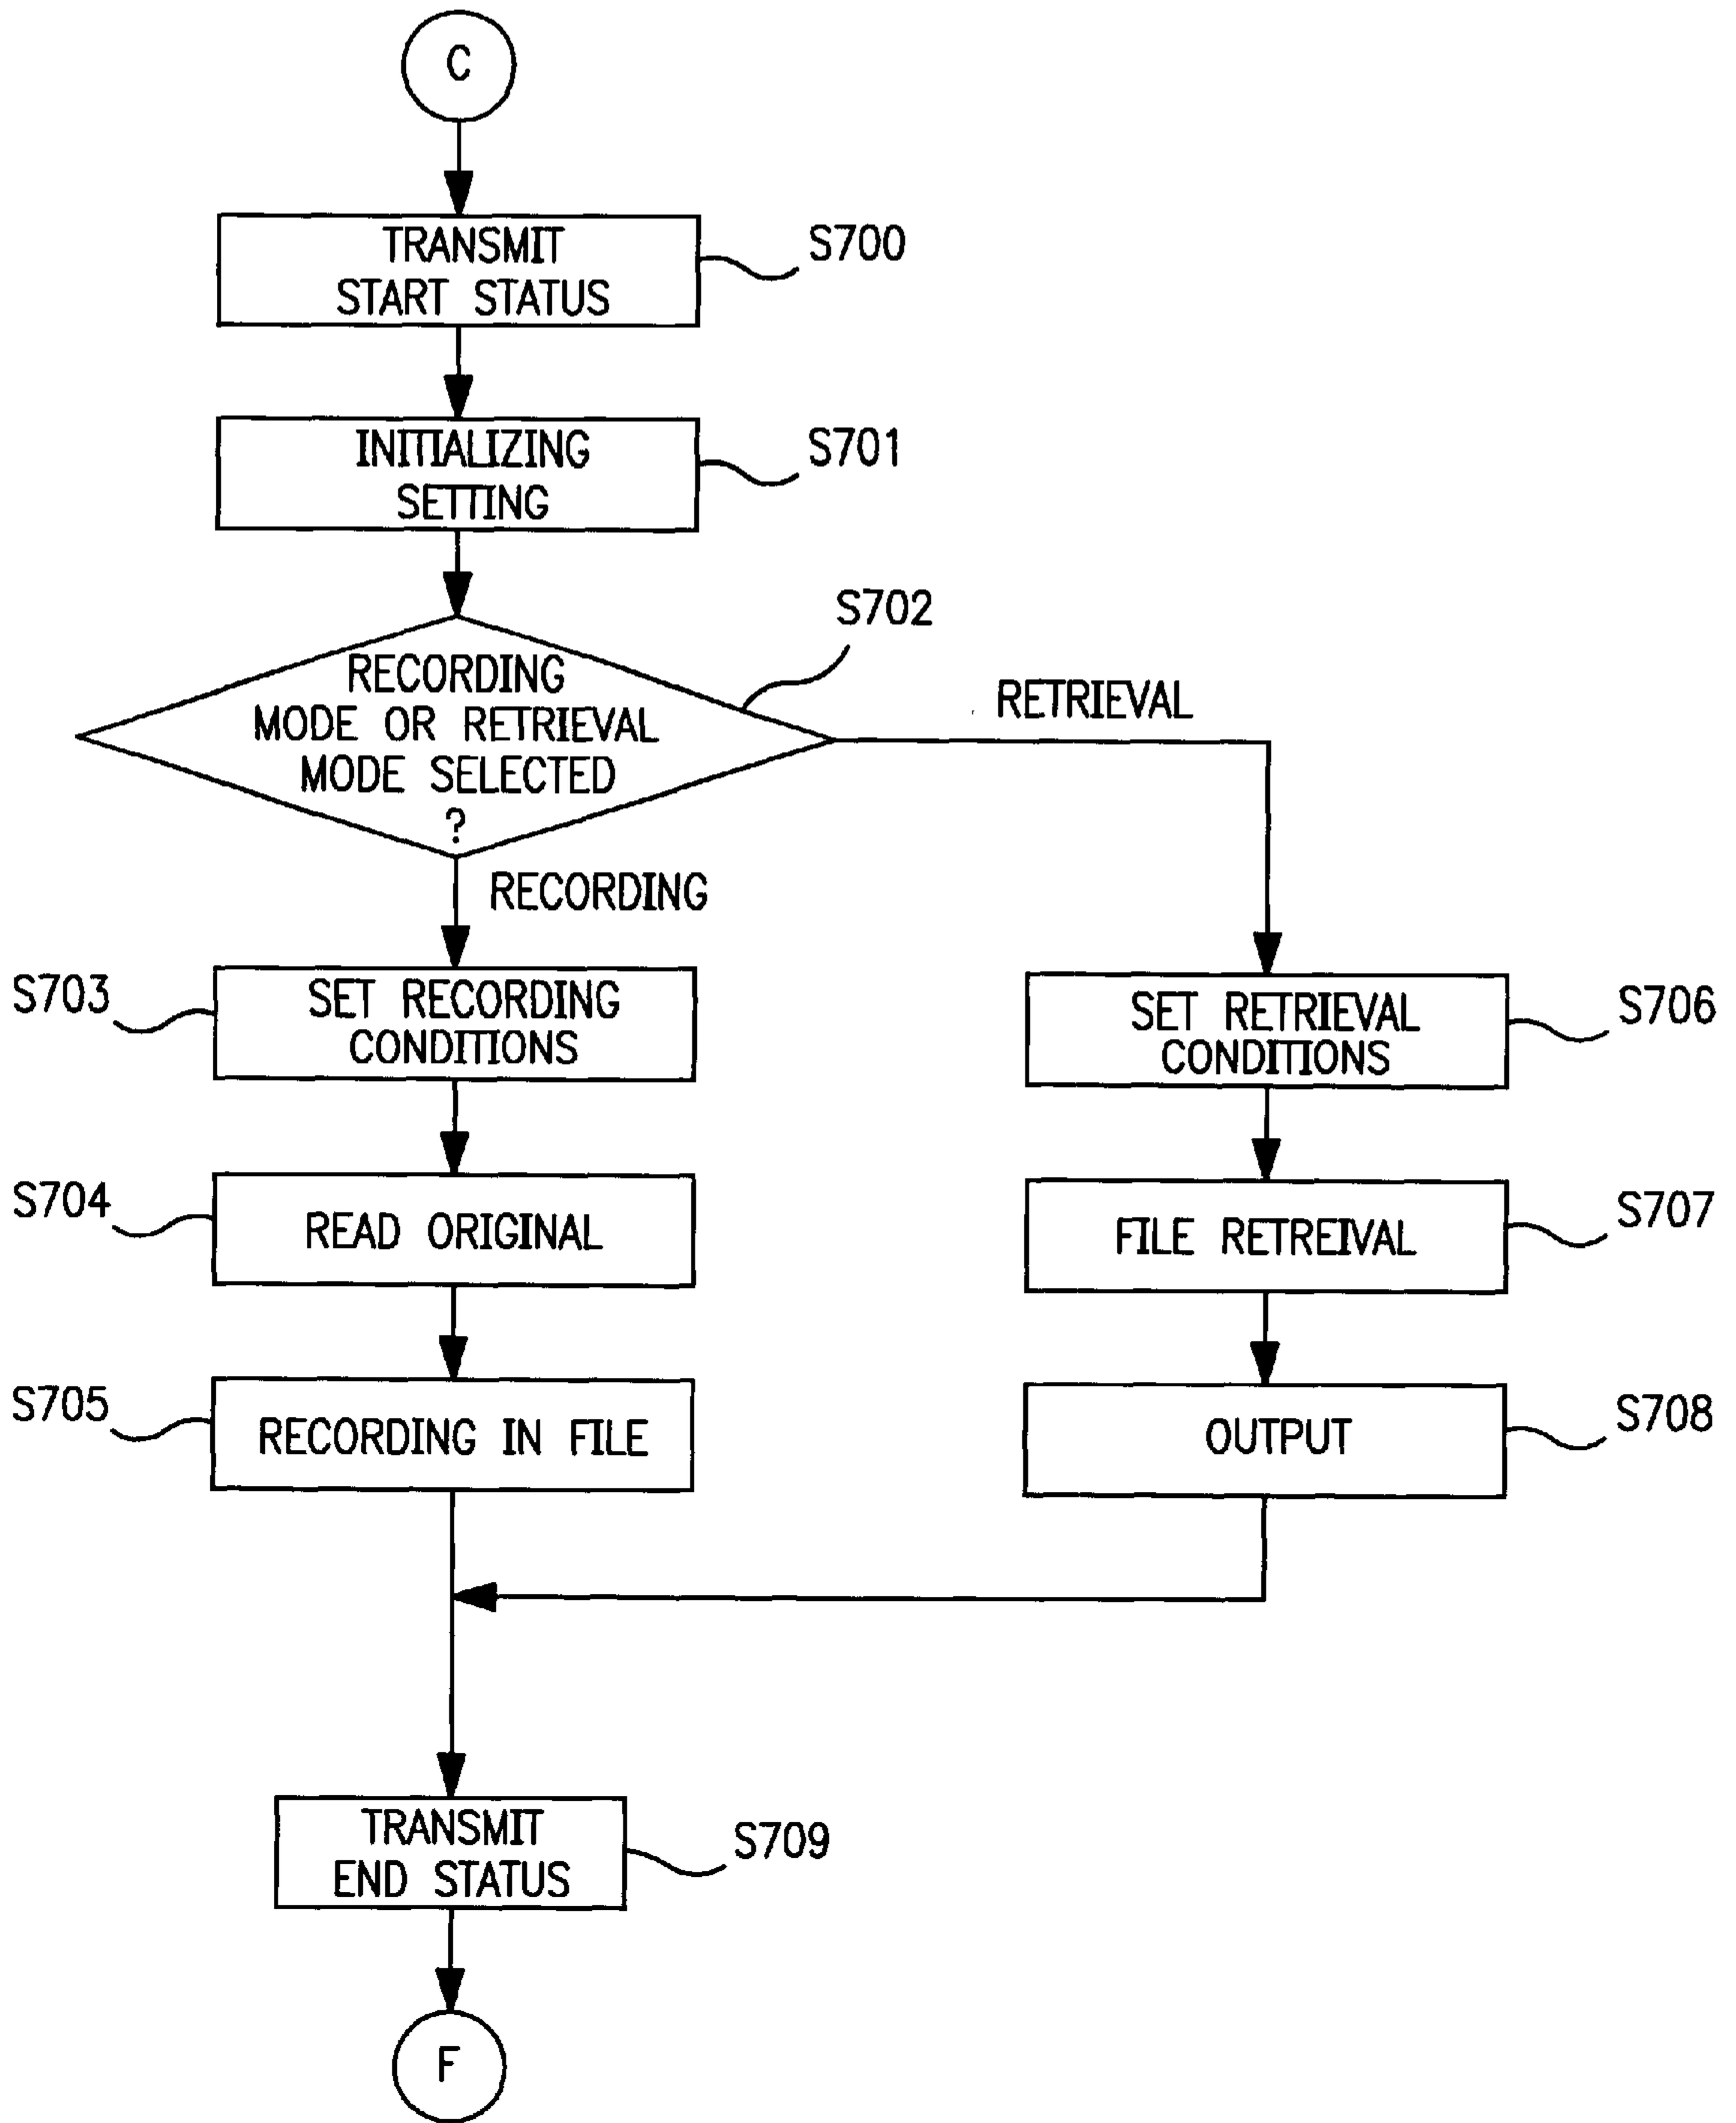 C
TRANSMIT
START STATUS
S700
INITIALIZING
SETTING
S701
S702
RECORDING
MODE OR RETRIEVAL
MODE SELECTED
?
RETRIEVAL
RECORDING
S703
SET RECORDING
CONDITIONS
SET RETRIEVAL
CONDITIONS
S706
S704
READ ORIGINAL
FILE RETREIVAL
S707
S705
RECORDING IN FILE
OUTPUT
S708
TRANSMIT
END STATUS
S709
F